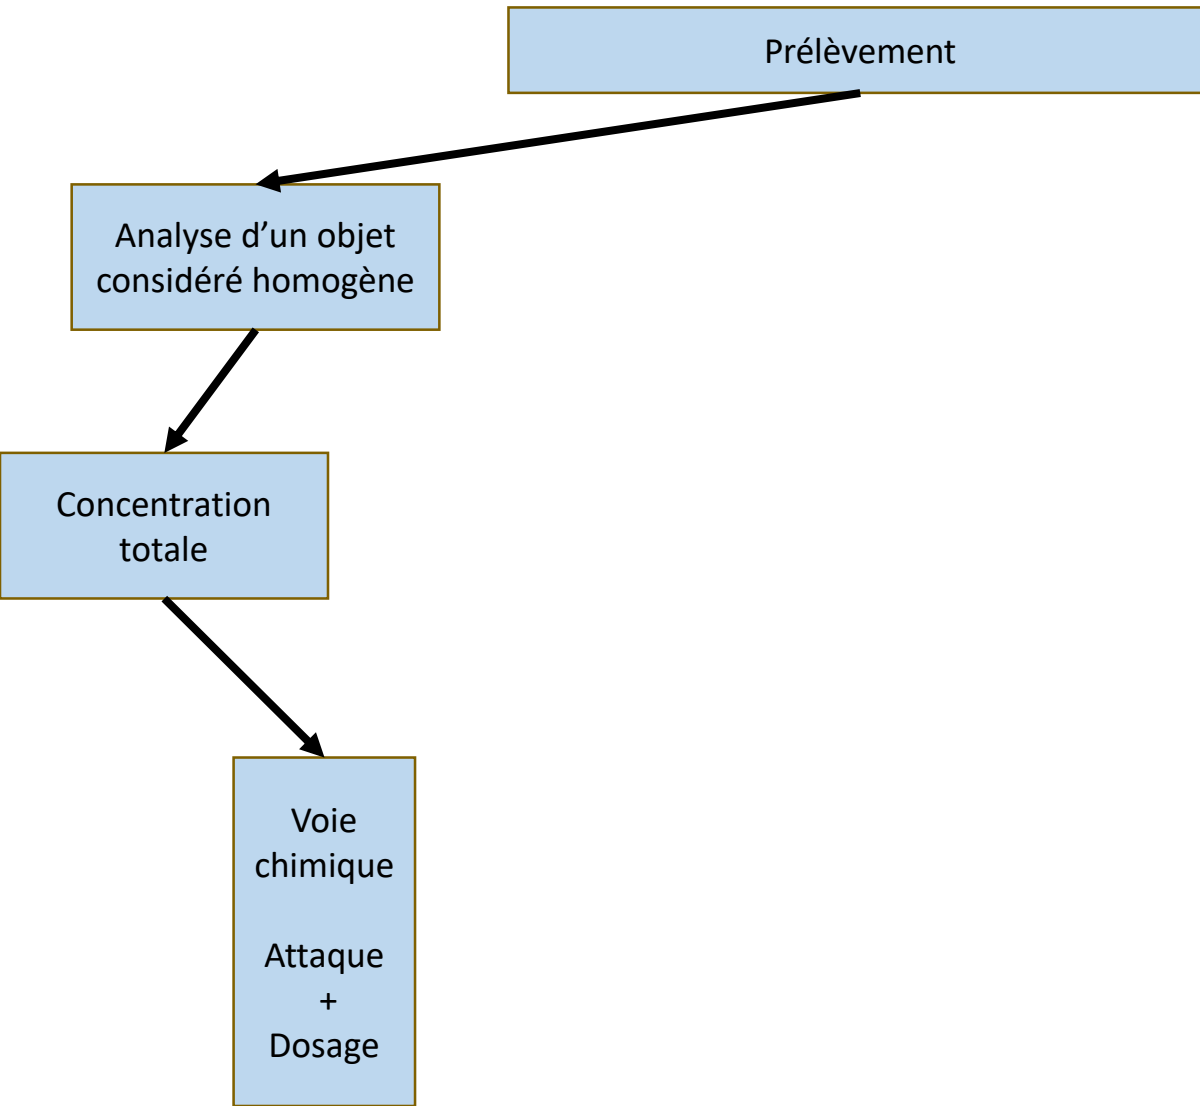 Prélèvement
Analyse d’un objet
considéré homogène
Concentration
totale
Voie
chimique
Attaque
+
Dosage